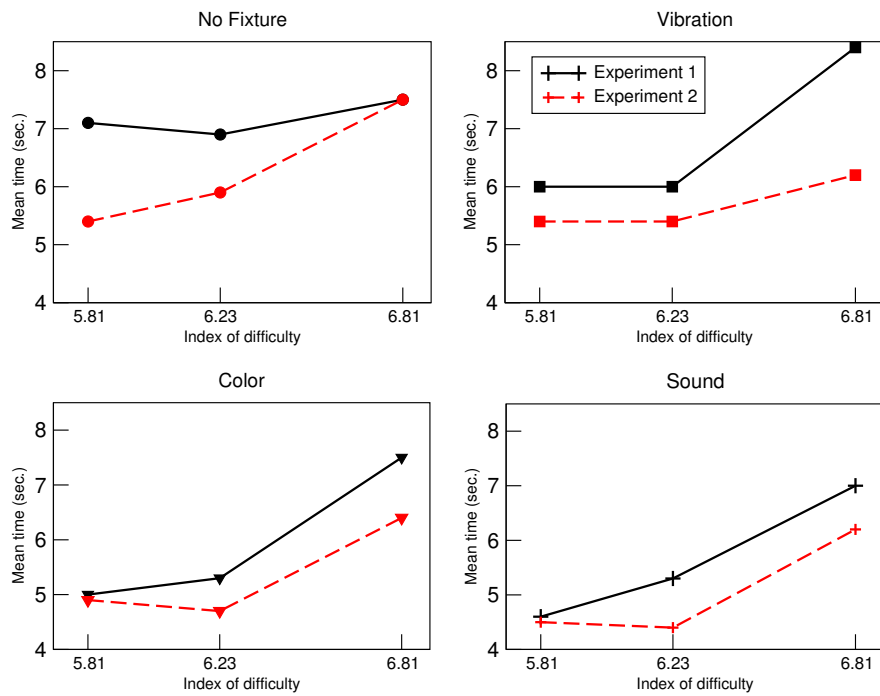 No Fixture
8
7
6
5
4
Mean time (sec.)
5.81 6.23 6.81
Index of difficulty
Vibration
Experiment 1
Experiment 2
8
7
6
5
4
Mean time (sec.)
5.81 6.23 6.81
Index of difficulty
Color
8
7
6
5
4
Mean time (sec.)
5.81 6.23 6.81
Index of difficulty
Sound
8
7
6
5
4
Mean time (sec.)
5.81 6.23 6.81
Index of difficulty